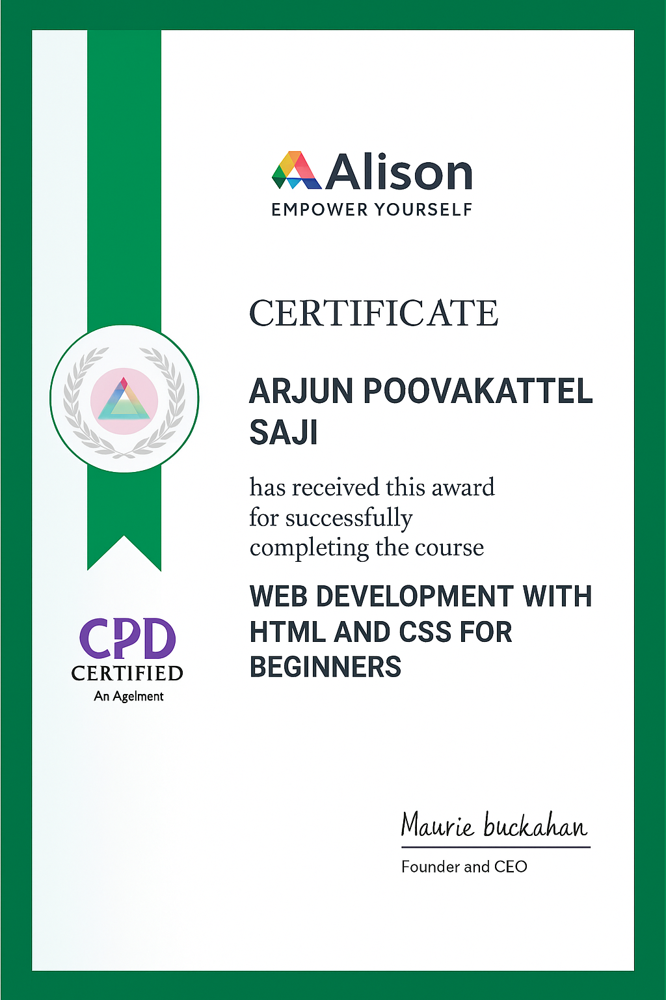 Alison
EMPOWER YOURSELF
CERTIFICATE
ARJUN POOVAKATTEL
SAJI
has received this award
for successfully
completing the course
WEB DEVELOPMENT WITH
HTML AND CSS FOR
BEGINNERS
CPD
CERTIFIED
An Agelment
Maurie buckahan
Founder and CEO